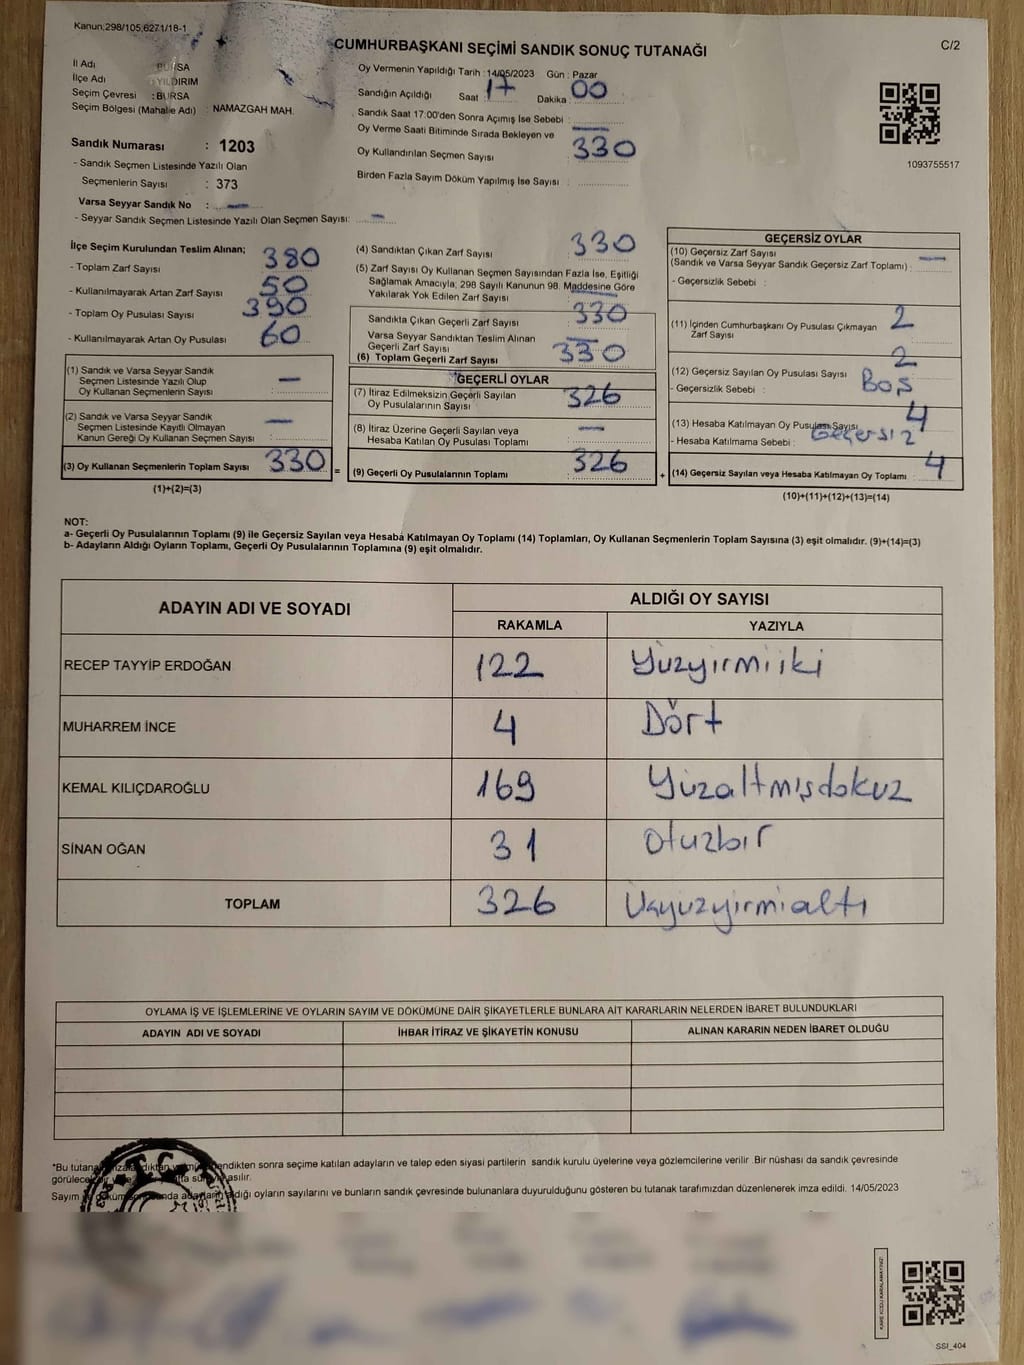 Kanun:298/105,6271/18-1
CUMHURBAŞKANI SEÇİMİ SANDIK SONUÇ TUTANAĞI
C/2
İl Adı : BURSA
İlçe Adı : YILDIRIM
Seçim Çevresi : BURSA
Seçim Bölgesi (Mahalle Adı) : NAMAZGAH MAH.
Sandık Numarası : 1203
- Sandık Seçmen Listesinde Yazılı Olan
Seçmenlerin Sayısı : 373
Varsa Seyyar Sandık No : —
- Seyyar Sandık Seçmen Listesinde Yazılı Olan Seçmen Sayısı: —
Oy Vermenin Yapıldığı Tarih : 14/05/2023 Gün : Pazar
Sandığın Açıldığı Saat : 17 Dakika : 00
Sandık Saat 17:00'den Sonra Açımış İse Sebebi : —
Oy Verme Saati Bitiminde Sırada Bekleyen ve
Oy Kullandırılan Seçmen Sayısı : 330
Birden Fazla Sayım Döküm Yapılmış İse Sayısı :
1093755517
İlçe Seçim Kurulundan Teslim Alınan;
- Toplam Zarf Sayısı 380
- Kullanılmayarak Artan Zarf Sayısı 50
- Toplam Oy Pusulası Sayısı 390
- Kullanılmayarak Artan Oy Pusulası 60
(1) Sandık ve Varsa Seyyar Sandık
Seçmen Listesinde Yazılı Olup
Oy Kullanan Seçmenlerin Sayısı : —
(2) Sandık ve Varsa Seyyar Sandık
Seçmen Listesinde Kayıtlı Olmayan
Kanun Gereği Oy Kullanan Seçmen Sayısı : —
(3) Oy Kullanan Seçmenlerin Toplam Sayısı 330 =
(1)+(2)=(3)
(4) Sandıktan Çıkan Zarf Sayısı 330
(5) Zarf Sayısı Oy Kullanan Seçmen Sayısından Fazla İse, Eşitliği
Sağlamak Amacıyla; 298 Sayılı Kanunun 98. Maddesine Göre
Yakılarak Yok Edilen Zarf Sayısı : —
Sandıkta Çıkan Geçerli Zarf Sayısı 330
Varsa Seyyar Sandıktan Teslim Alınan
Geçerli Zarf Sayısı : —
(6) Toplam Geçerli Zarf Sayısı 330
GEÇERLİ OYLAR
(7) İtiraz Edilmeksizin Geçerli Sayılan
Oy Pusulalarının Sayısı 326
(8) İtiraz Üzerine Geçerli Sayılan veya
Hesaba Katılan Oy Pusulası Toplamı —
(9) Geçerli Oy Pusulalarının Toplamı 326 +
GEÇERSİZ OYLAR
(10) Geçersiz Zarf Sayısı
(Sandık ve Varsa Seyyar Sandık Geçersiz Zarf Toplamı) : —
- Geçersizlik Sebebi :
(11) İçinden Cumhurbaşkanı Oy Pusulası Çıkmayan
Zarf Sayısı 2
(12) Geçersiz Sayılan Oy Pusulası Sayısı 2
- Geçersizlik Sebebi : Boş
(13) Hesaba Katılmayan Oy Pusulası Sayısı 4
- Hesaba Katılmama Sebebi : Geçersiz
(14) Geçersiz Sayılan veya Hesaba Katılmayan Oy Toplamı : 4
(10)+(11)+(12)+(13)=(14)
NOT:
a- Geçerli Oy Pusulalarının Toplamı (9) ile Geçersiz Sayılan veya Hesaba Katılmayan Oy Toplamı (14) Toplamları, Oy Kullanan Seçmenlerin Toplam Sayısına (3) eşit olmalıdır. (9)+(14)=(3)
b- Adayların Aldığı Oyların Toplamı, Geçerli Oy Pusulalarının Toplamına (9) eşit olmalıdır.
ADAYIN ADI VE SOYADI
ALDIĞI OY SAYISI
RAKAMLA YAZIYLA
RECEP TAYYİP ERDOĞAN 122 Yüzyirmiiki
MUHARREM İNCE 4 Dört
KEMAL KILIÇDAROĞLU 169 Yüzaltmışdokuz
SİNAN OĞAN 31 Otuzbir
TOPLAM 326 Üçyüzyirmialtı
OYLAMA İŞ VE İŞLEMLERİNE VE OYLARIN SAYIM VE DÖKÜMÜNE DAİR ŞİKAYETLERLE BUNLARA AİT KARARLARIN NELERDEN İBARET BULUNDUKLARI
ADAYIN ADI VE SOYADI İHBAR İTİRAZ VE ŞİKAYETİN KONUSU ALINAN KARARIN NEDEN İBARET OLDUĞU
*Bu tutanak sonra seçime katılan adayların ve talep eden siyasi partilerin sandık kurulu üyelerine veya gözlemcilerine verilir. Bir nüshası da sandık çevresinde
asılır.
Sayım aldığı oyların sayılarını ve bunların sandık çevresinde bulunanlara duyurulduğunu gösteren bu tutanak tarafımızdan düzenlenerek imza edildi. 14/05/2023
KARE KODU KARALAMAYINIZ!
SSI_404